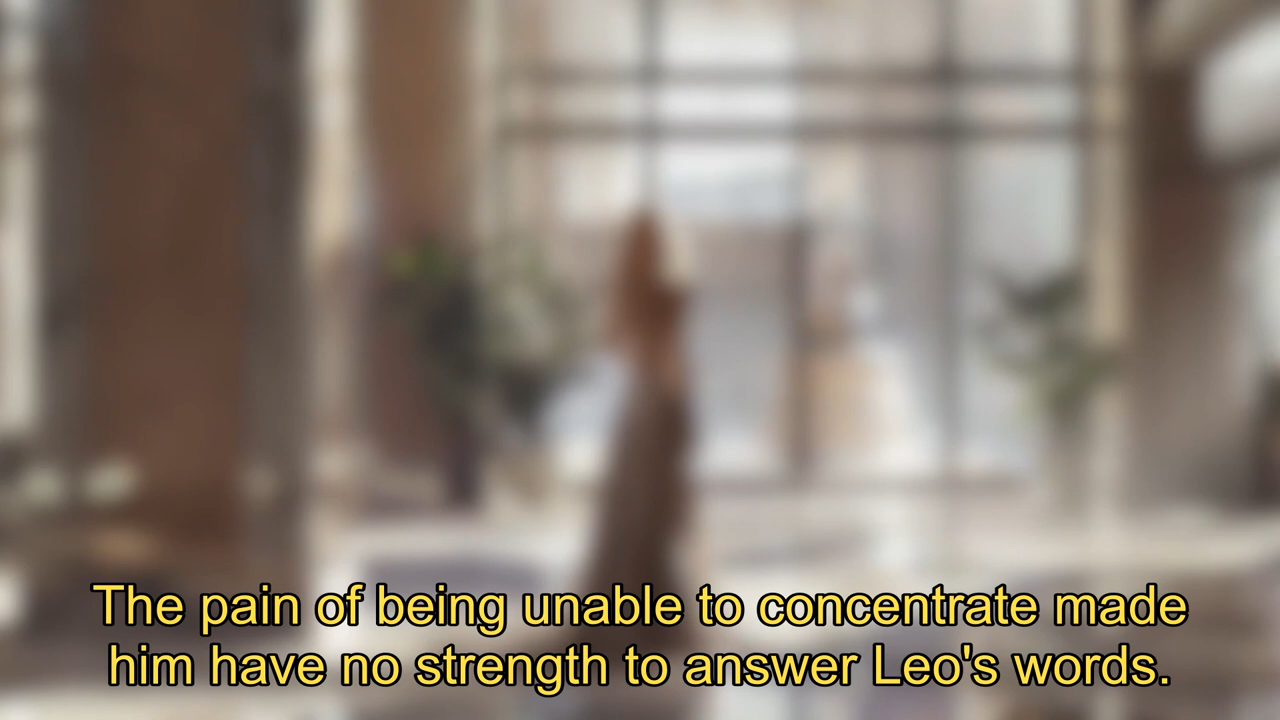 The pain of being unable to concentrate made
him have no strength to answer Leo's words.